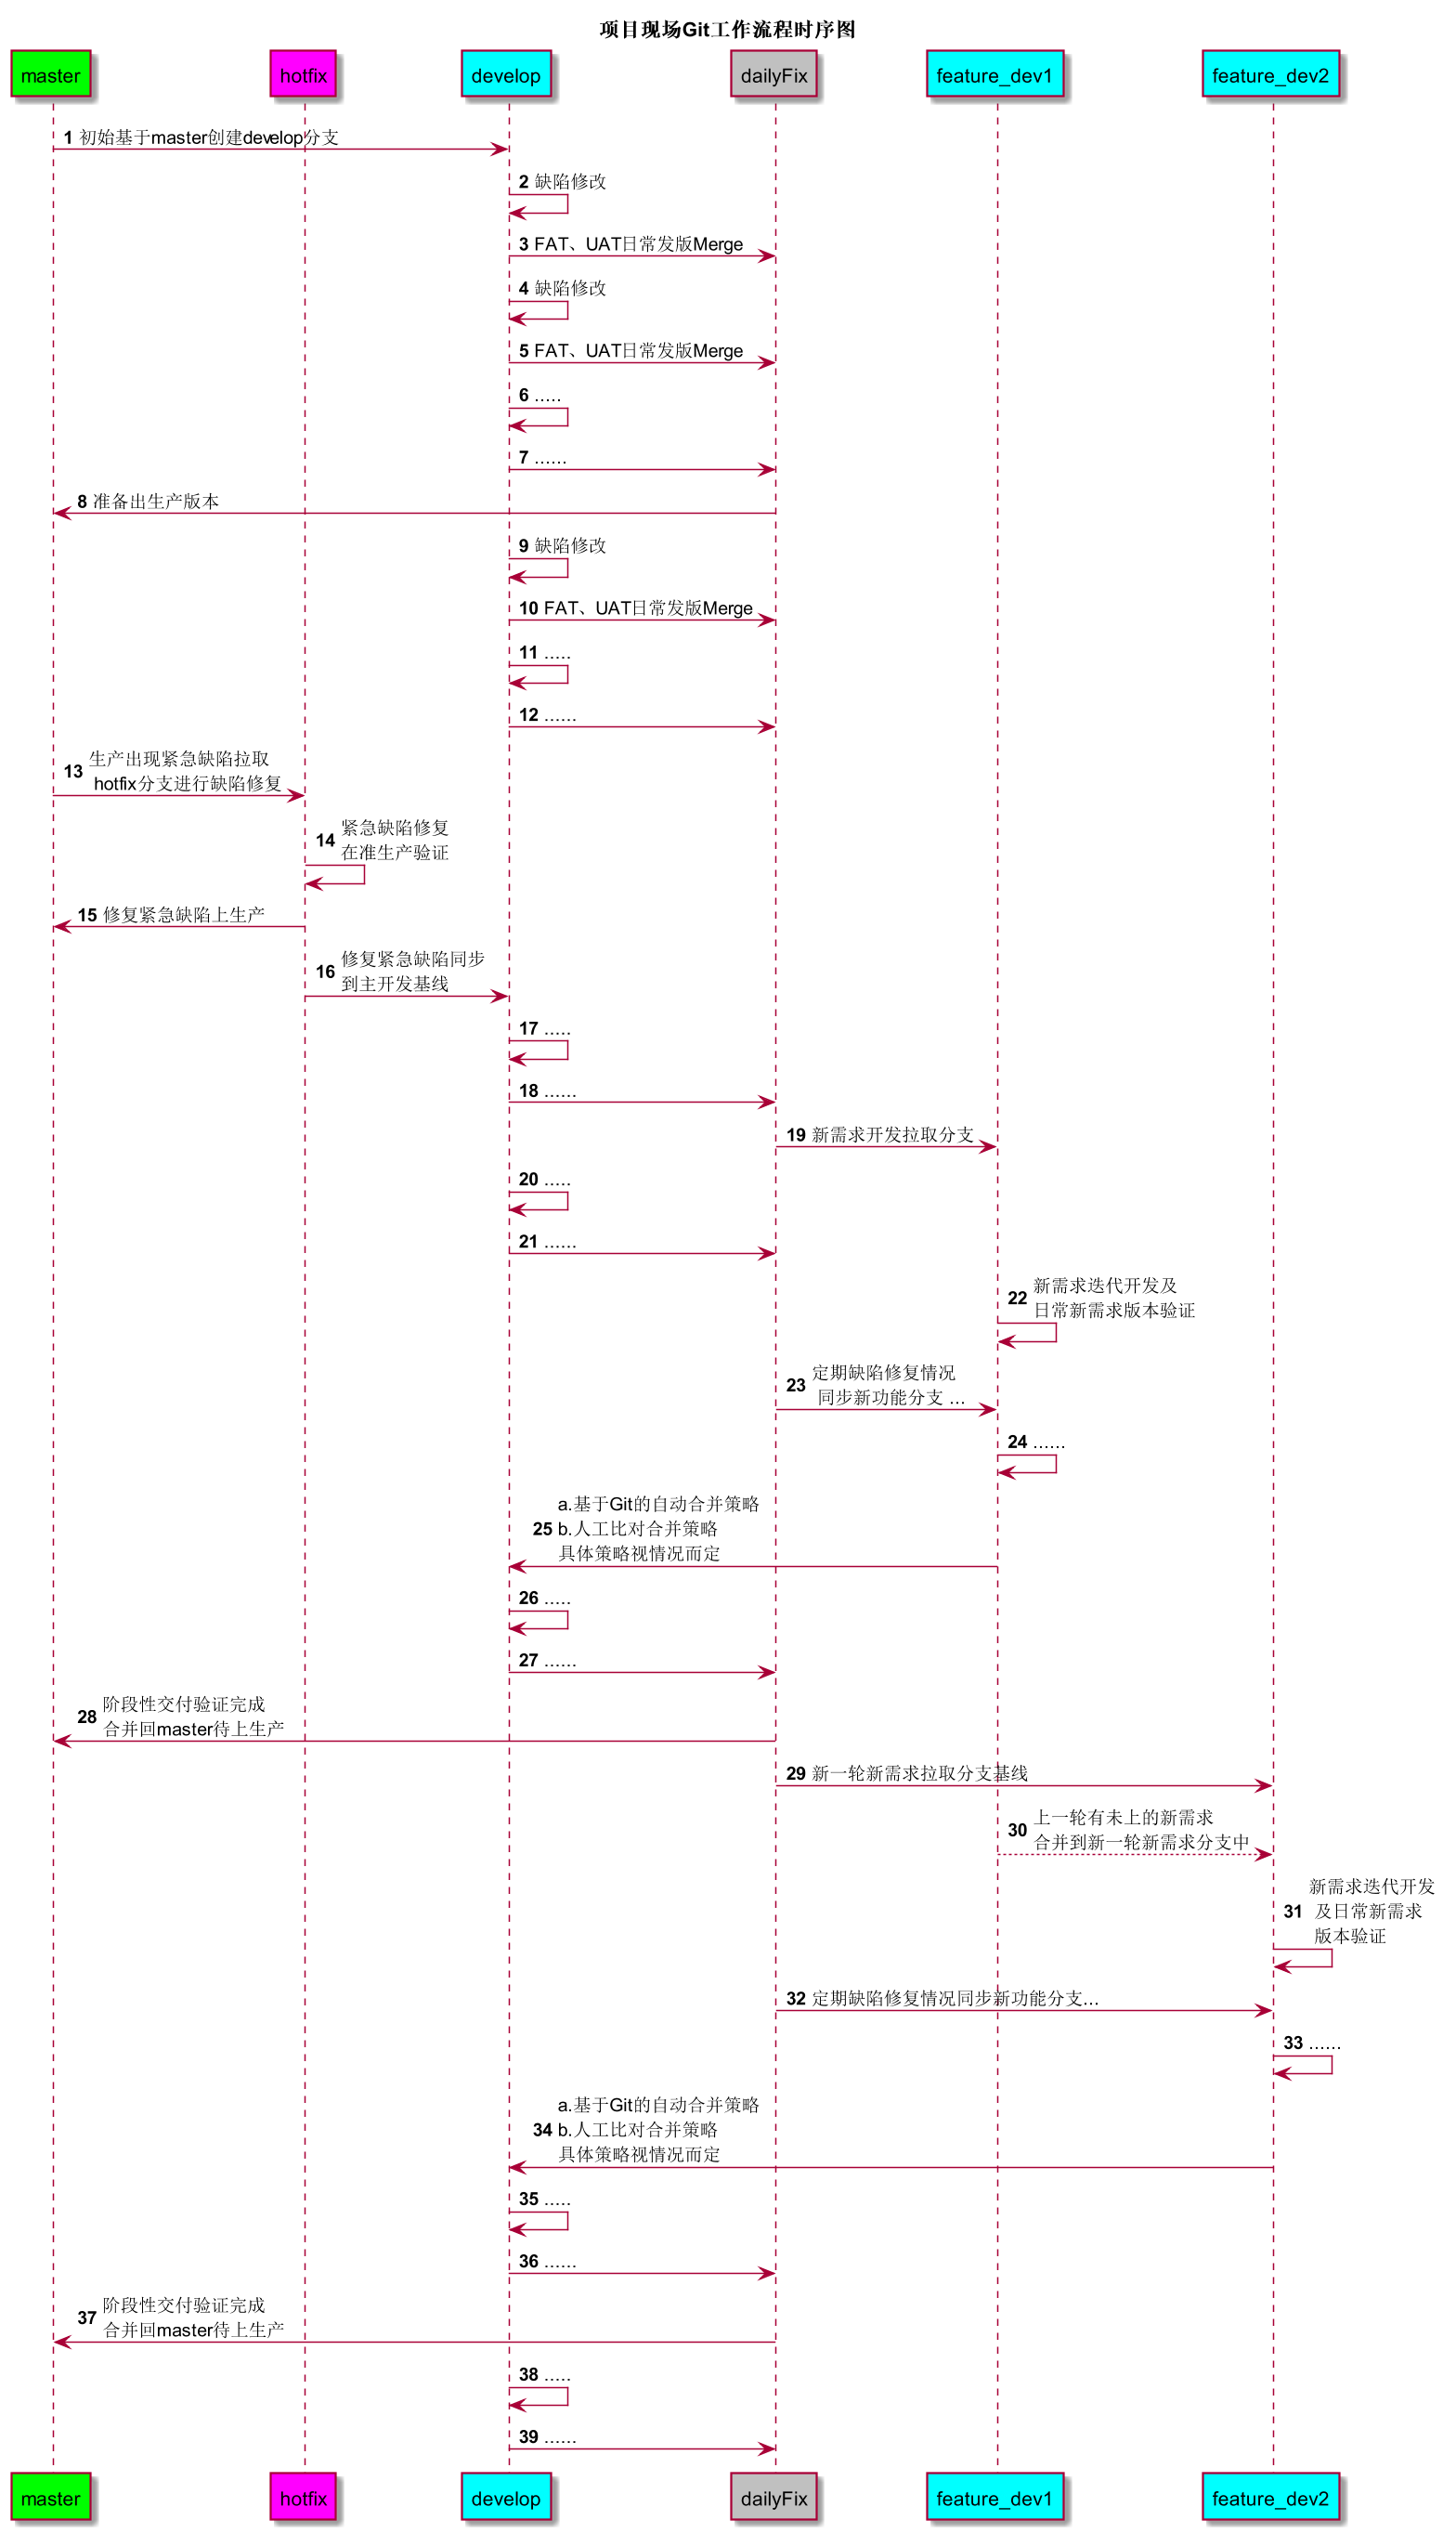 项目现场Git工作流程时序图
master
hotfix
develop
dailyFix
feature_dev1
feature_dev2
1 初始基于master创建develop分支
2 缺陷修改
3 FAT、UAT日常发版Merge
4 缺陷修改
5 FAT、UAT日常发版Merge
6 .....
7 ......
8 准备出生产版本
9 缺陷修改
10 FAT、UAT日常发版Merge
11 .....
12 ......
13 生产出现紧急缺陷拉取
hotfix分支进行缺陷修复
14 紧急缺陷修复
在准生产验证
15 修复紧急缺陷上生产
16 修复紧急缺陷同步
到主开发基线
17 .....
18 ......
19 新需求开发拉取分支
20 .....
21 ......
22 新需求迭代开发及
日常新需求版本验证
23 定期缺陷修复情况
同步新功能分支 ...
24 ......
25 a.基于Git的自动合并策略
b.人工比对合并策略
具体策略视情况而定
26 .....
27 ......
28 阶段性交付验证完成
合并回master待上生产
29 新一轮新需求拉取分支基线
30 上一轮有未上的新需求
合并到新一轮新需求分支中
31 新需求迭代开发
及日常新需求
版本验证
32 定期缺陷修复情况同步新功能分支...
33 ......
34 a.基于Git的自动合并策略
b.人工比对合并策略
具体策略视情况而定
35 .....
36 ......
37 阶段性交付验证完成
合并回master待上生产
38 .....
39 ......
master
hotfix
develop
dailyFix
feature_dev1
feature_dev2